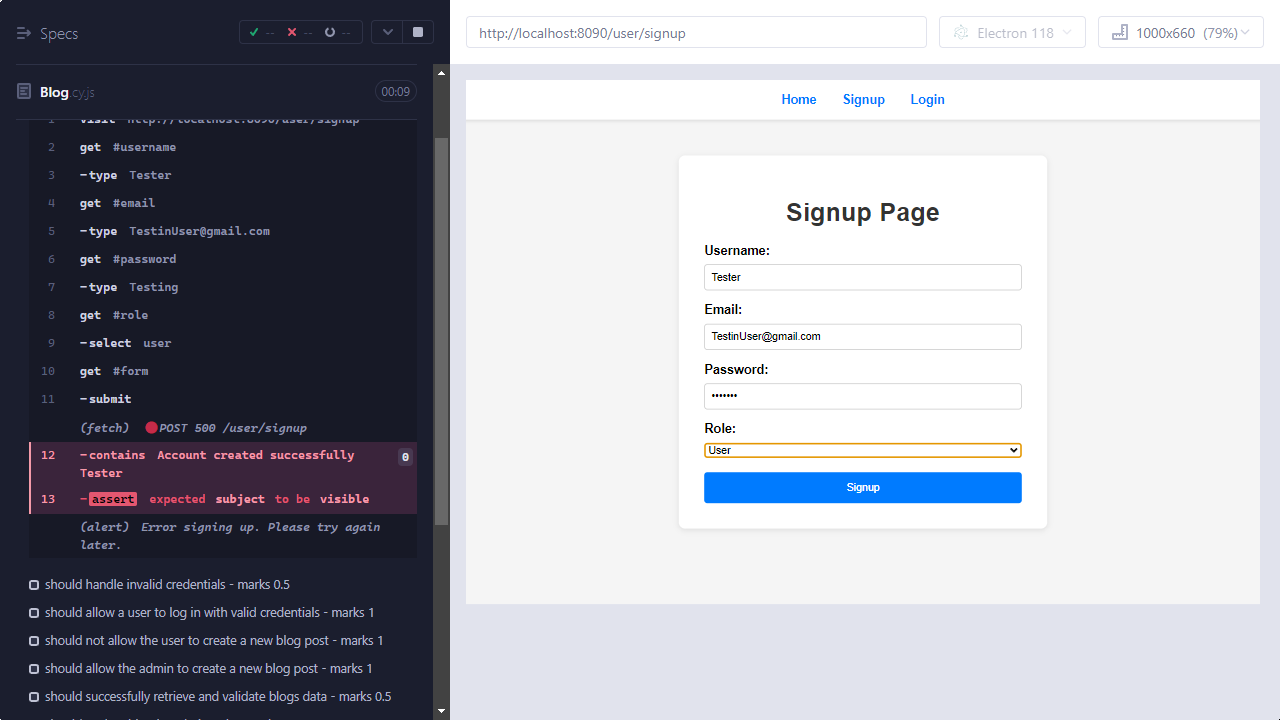 Specs
-- -- --
Blog.cy.js 00:09
1 visit http://localhost:8090/user/signup
2 get #username
3 -type Tester
4 get #email
5 -type TestinUser@gmail.com
6 get #password
7 -type Testing
8 get #role
9 -select user
10 get #form
11 -submit
(fetch) POST 500 /user/signup
12 -contains Account created successfully 0
Tester
13 -assert expected subject to be visible
(alert) Error signing up. Please try again
later.
should handle invalid credentials - marks 0.5
should allow a user to log in with valid credentials - marks 1
should not allow the user to create a new blog post - marks 1
should allow the admin to create a new blog post - marks 1
should successfully retrieve and validate blogs data - marks 0.5
http://localhost:8090/user/signup
Electron 118
1000x660 (79%)
Home Signup Login
Signup Page
Username:
Tester
Email:
TestinUser@gmail.com
Password:
•••••••
Role:
User
Signup